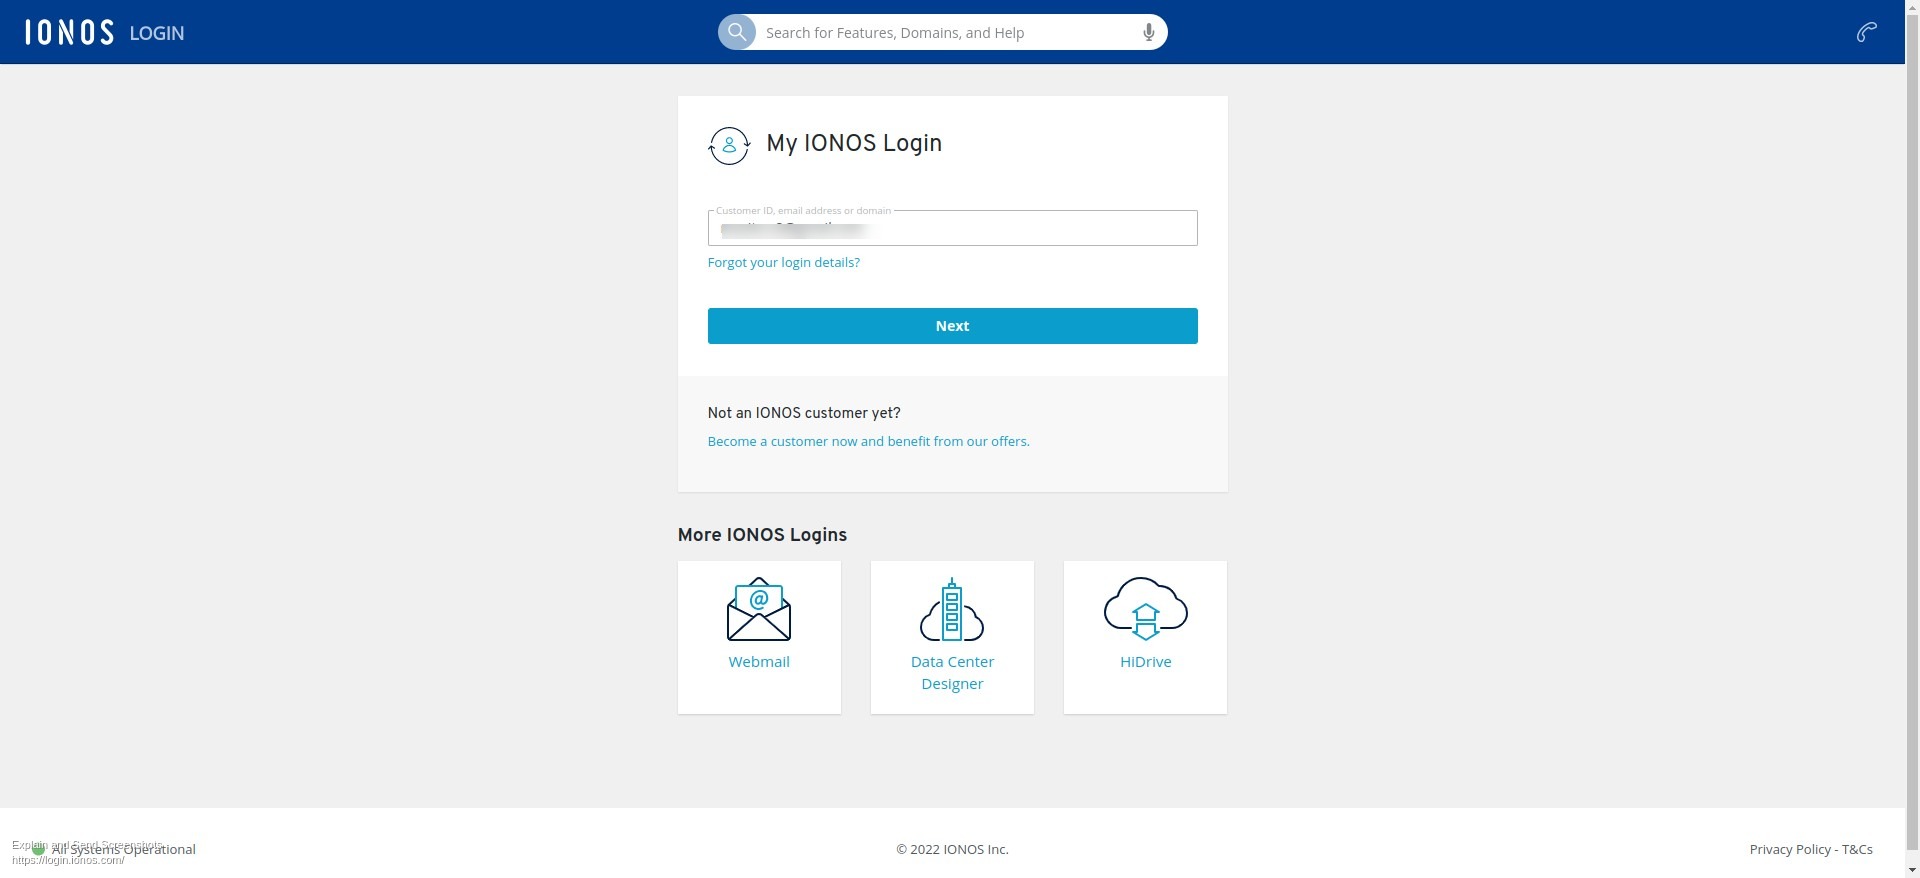 IONOS LOGIN
Search for Features, Domains, and Help
My IONOS Login
Customer ID, email address or domain
Forgot your login details?
Next
Not an IONOS customer yet?
Become a customer now and benefit from our offers.
More IONOS Logins
@
Webmail
Data Center
Designer
HiDrive
Explain and Send Screenshots
All Systems Operational
https://login.ionos.com/
© 2022 IONOS Inc.
Privacy Policy - T&Cs